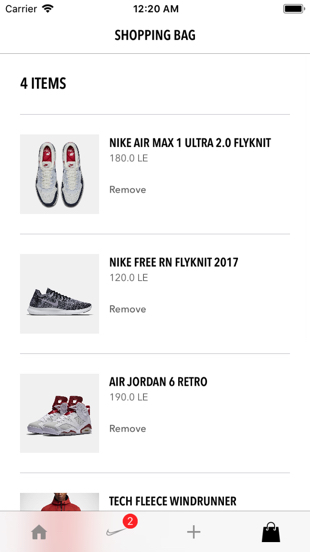 Carrier 12:20 AM
SHOPPING BAG
4 ITEMS
NIKE AIR MAX 1 ULTRA 2.0 FLYKNIT
180.0 LE
Remove
NIKE FREE RN FLYKNIT 2017
120.0 LE
Remove
AIR JORDAN 6 RETRO
190.0 LE
Remove
TECH FLEECE WINDRUNNER
2